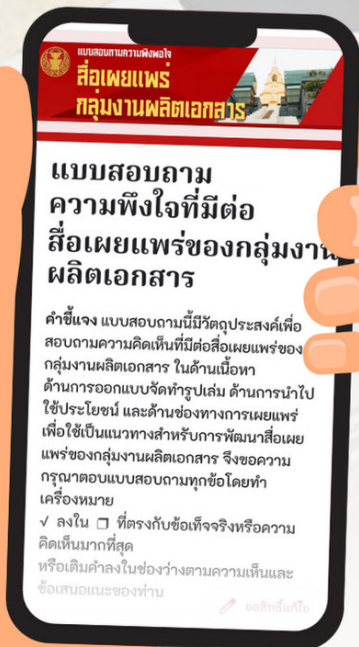 แบบสอบถามความพึงพอใจ
สื่อเผยแพร่
กลุ่มงานผลิตเอกสาร
แบบสอบถาม
ความพึงใจที่มีต่อ
สื่อเผยแพร่ของกลุ่มงาน
ผลิตเอกสาร
คำชี้แจง แบบสอบถามนี้มีวัตถุประสงค์เพื่อ
สอบถามความคิดเห็นที่มีต่อสื่อเผยแพร่ของ
กลุ่มงานผลิตเอกสาร ในด้านเนื้อหา
ด้านการออกแบบจัดทำรูปเล่ม ด้านการนำไป
ใช้ประโยชน์ และด้านช่องทางการเผยแพร่
เพื่อใช้เป็นแนวทางสำหรับการพัฒนาสื่อเผย
แพร่ของกลุ่มงานผลิตเอกสาร จึงขอความ
กรุณาตอบแบบสอบถามทุกข้อโดยทำ
เครื่องหมาย
✓ ลงใน □ ที่ตรงกับข้อเท็จจริงหรือความ
คิดเห็นมากที่สุด
หรือเติมคำลงในช่องว่างตามความเห็นและ
ข้อเสนอแนะของท่าน
ขอสิทธิ์แก้ไข